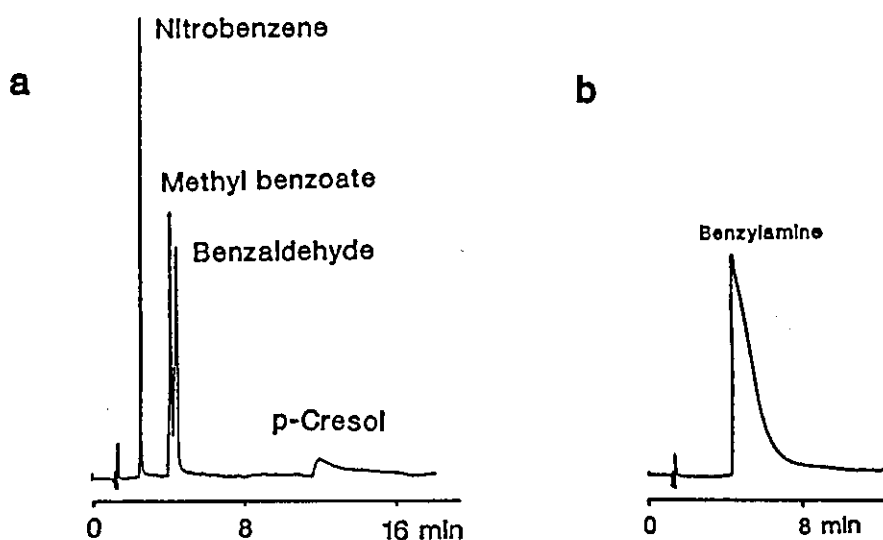 a
Nitrobenzene
Methyl benzoate
Benzaldehyde
p-Cresol
0 8 16 min
b
Benzylamine
0 8 min